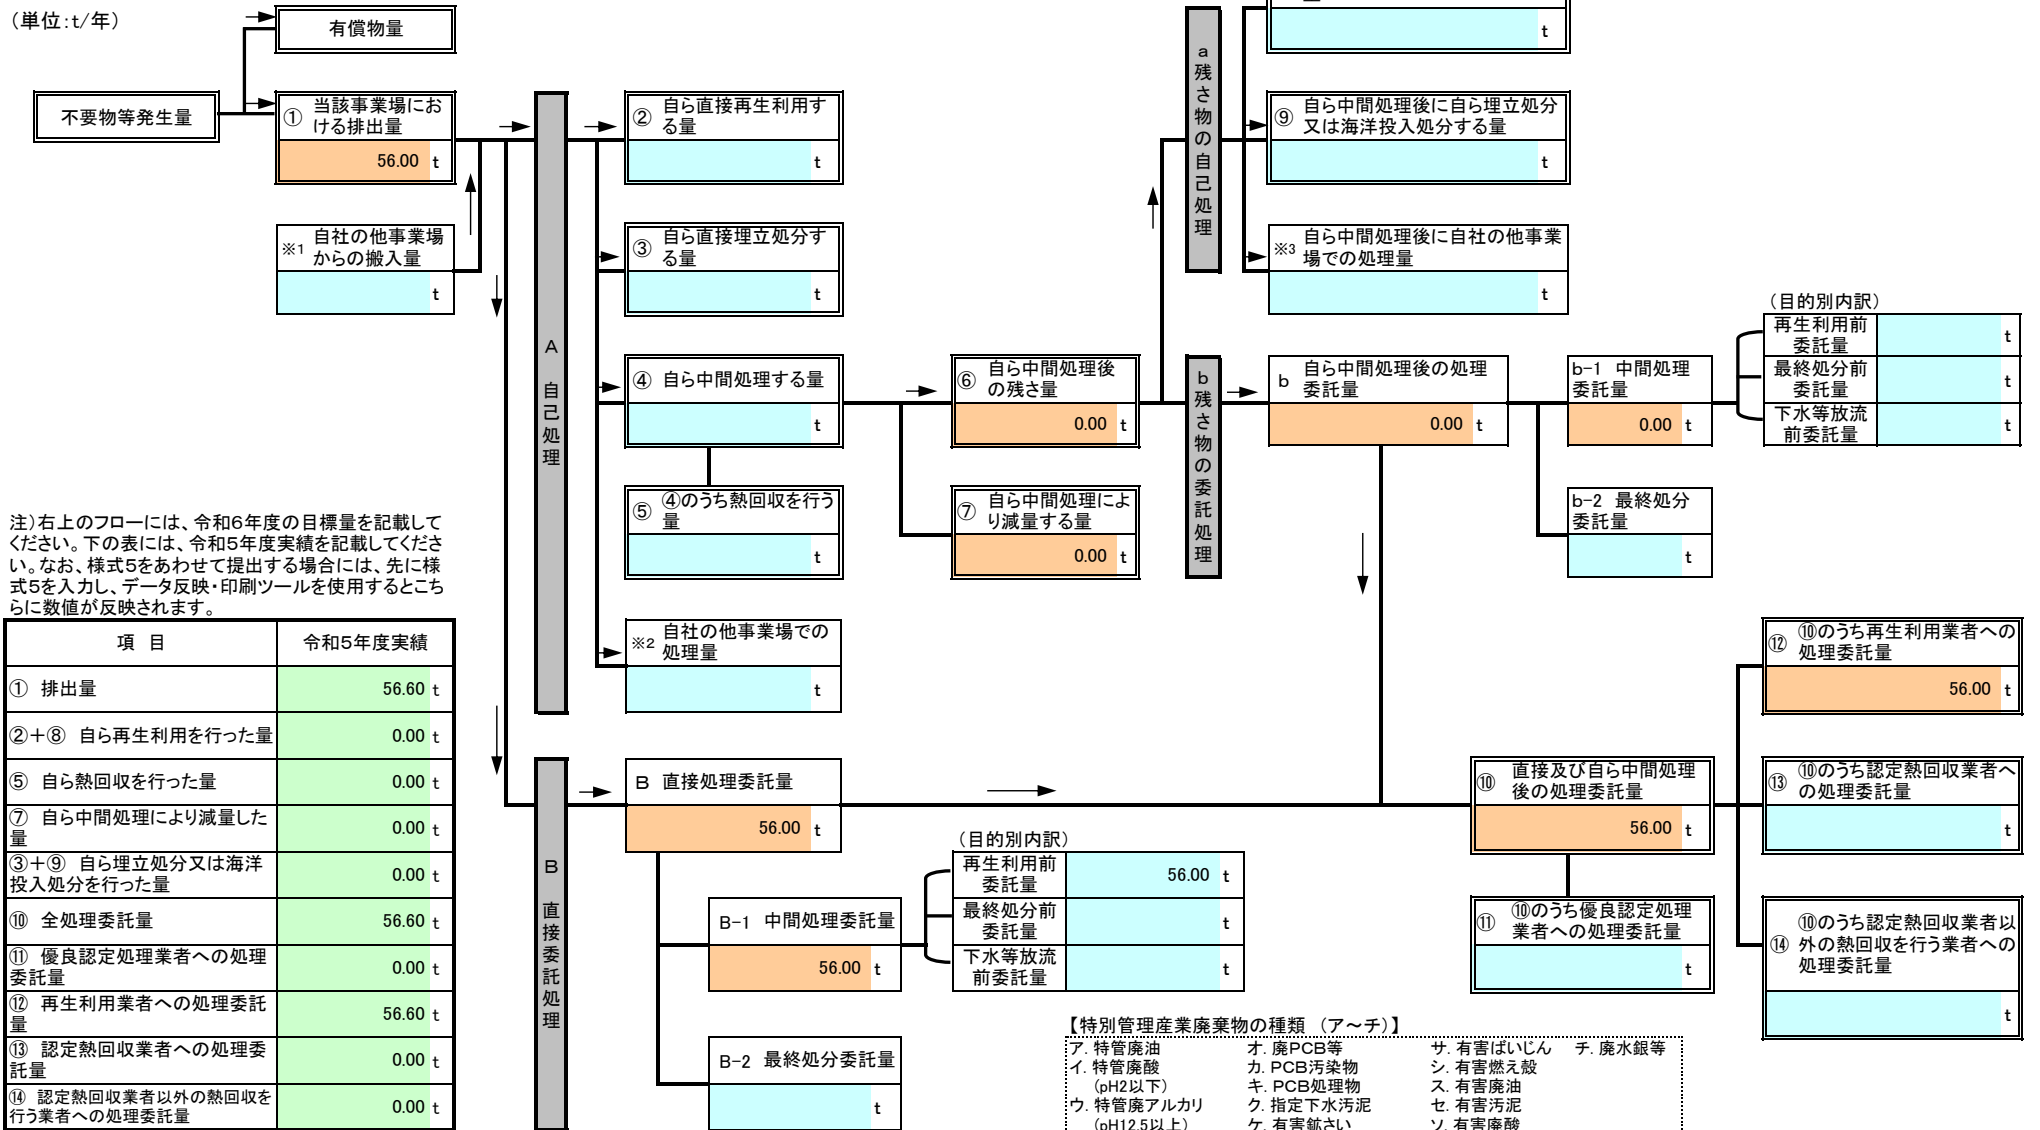 （単位:t/年）
有償物量
不要物等発生量
① 当該事業場における排出量
56.00 t
※1 自社の他事業場からの搬入量
t
A 自己処理
② 自ら直接再生利用する量
t
③ 自ら直接埋立処分する量
t
④ 自ら中間処理する量
t
⑤ ④のうち熱回収を行う量
t
※2 自社の他事業場での処理量
t
⑥ 自ら中間処理後の残さ量
0.00 t
⑦ 自ら中間処理により減量する量
0.00 t
a 残さ物の自己処理
t
⑨ 自ら中間処理後に自ら埋立処分又は海洋投入処分する量
t
※3 自ら中間処理後に自社の他事業場での処理量
t
b 残さ物の委託処理
b 自ら中間処理後の処理委託量
0.00 t
b-1 中間処理委託量
0.00 t
（目的別内訳）
再生利用前委託量 t
最終処分前委託量 t
下水等放流前委託量 t
b-2 最終処分委託量
t
注）右上のフローには、令和6年度の目標量を記載して
ください。下の表には、令和5年度実績を記載してくださ
い。なお、様式5をあわせて提出する場合には、先に様
式5を入力し、データ反映・印刷ツールを使用するとこち
らに数値が反映されます。
項 目 令和5年度実績
① 排出量 56.60 t
②＋⑧ 自ら再生利用を行った量 0.00 t
⑤ 自ら熱回収を行った量 0.00 t
⑦ 自ら中間処理により減量した量 0.00 t
③＋⑨ 自ら埋立処分又は海洋投入処分を行った量 0.00 t
⑩ 全処理委託量 56.60 t
⑪ 優良認定処理業者への処理委託量 0.00 t
⑫ 再生利用業者への処理委託量 56.60 t
⑬ 認定熱回収業者への処理委託量 0.00 t
⑭ 認定熱回収業者以外の熱回収を行う業者への処理委託量 0.00 t
B 直接委託処理
B 直接処理委託量
56.00 t
B-1 中間処理委託量
56.00 t
（目的別内訳）
再生利用前委託量 56.00 t
最終処分前委託量 t
下水等放流前委託量 t
B-2 最終処分委託量
t
⑩ 直接及び自ら中間処理後の処理委託量
56.00 t
⑪ ⑩のうち優良認定処理業者への処理委託量
t
⑫ ⑩のうち再生利用業者への処理委託量
56.00 t
⑬ ⑩のうち認定熱回収業者への処理委託量
t
⑭ ⑩のうち認定熱回収業者以外の熱回収を行う業者への処理委託量
t
【特別管理産業廃棄物の種類 （ア～チ）】
ア. 特管廃油 オ. 廃PCB等 サ. 有害ばいじん チ. 廃水銀等
イ. 特管廃酸 カ. PCB汚染物 シ. 有害燃え殻
（pH2以下） キ. PCB処理物 ス. 有害廃油
ウ. 特管廃アルカリ ク. 指定下水汚泥 セ. 有害汚泥
（pH12.5以上） ケ. 有害鉱さい ソ. 有害廃酸